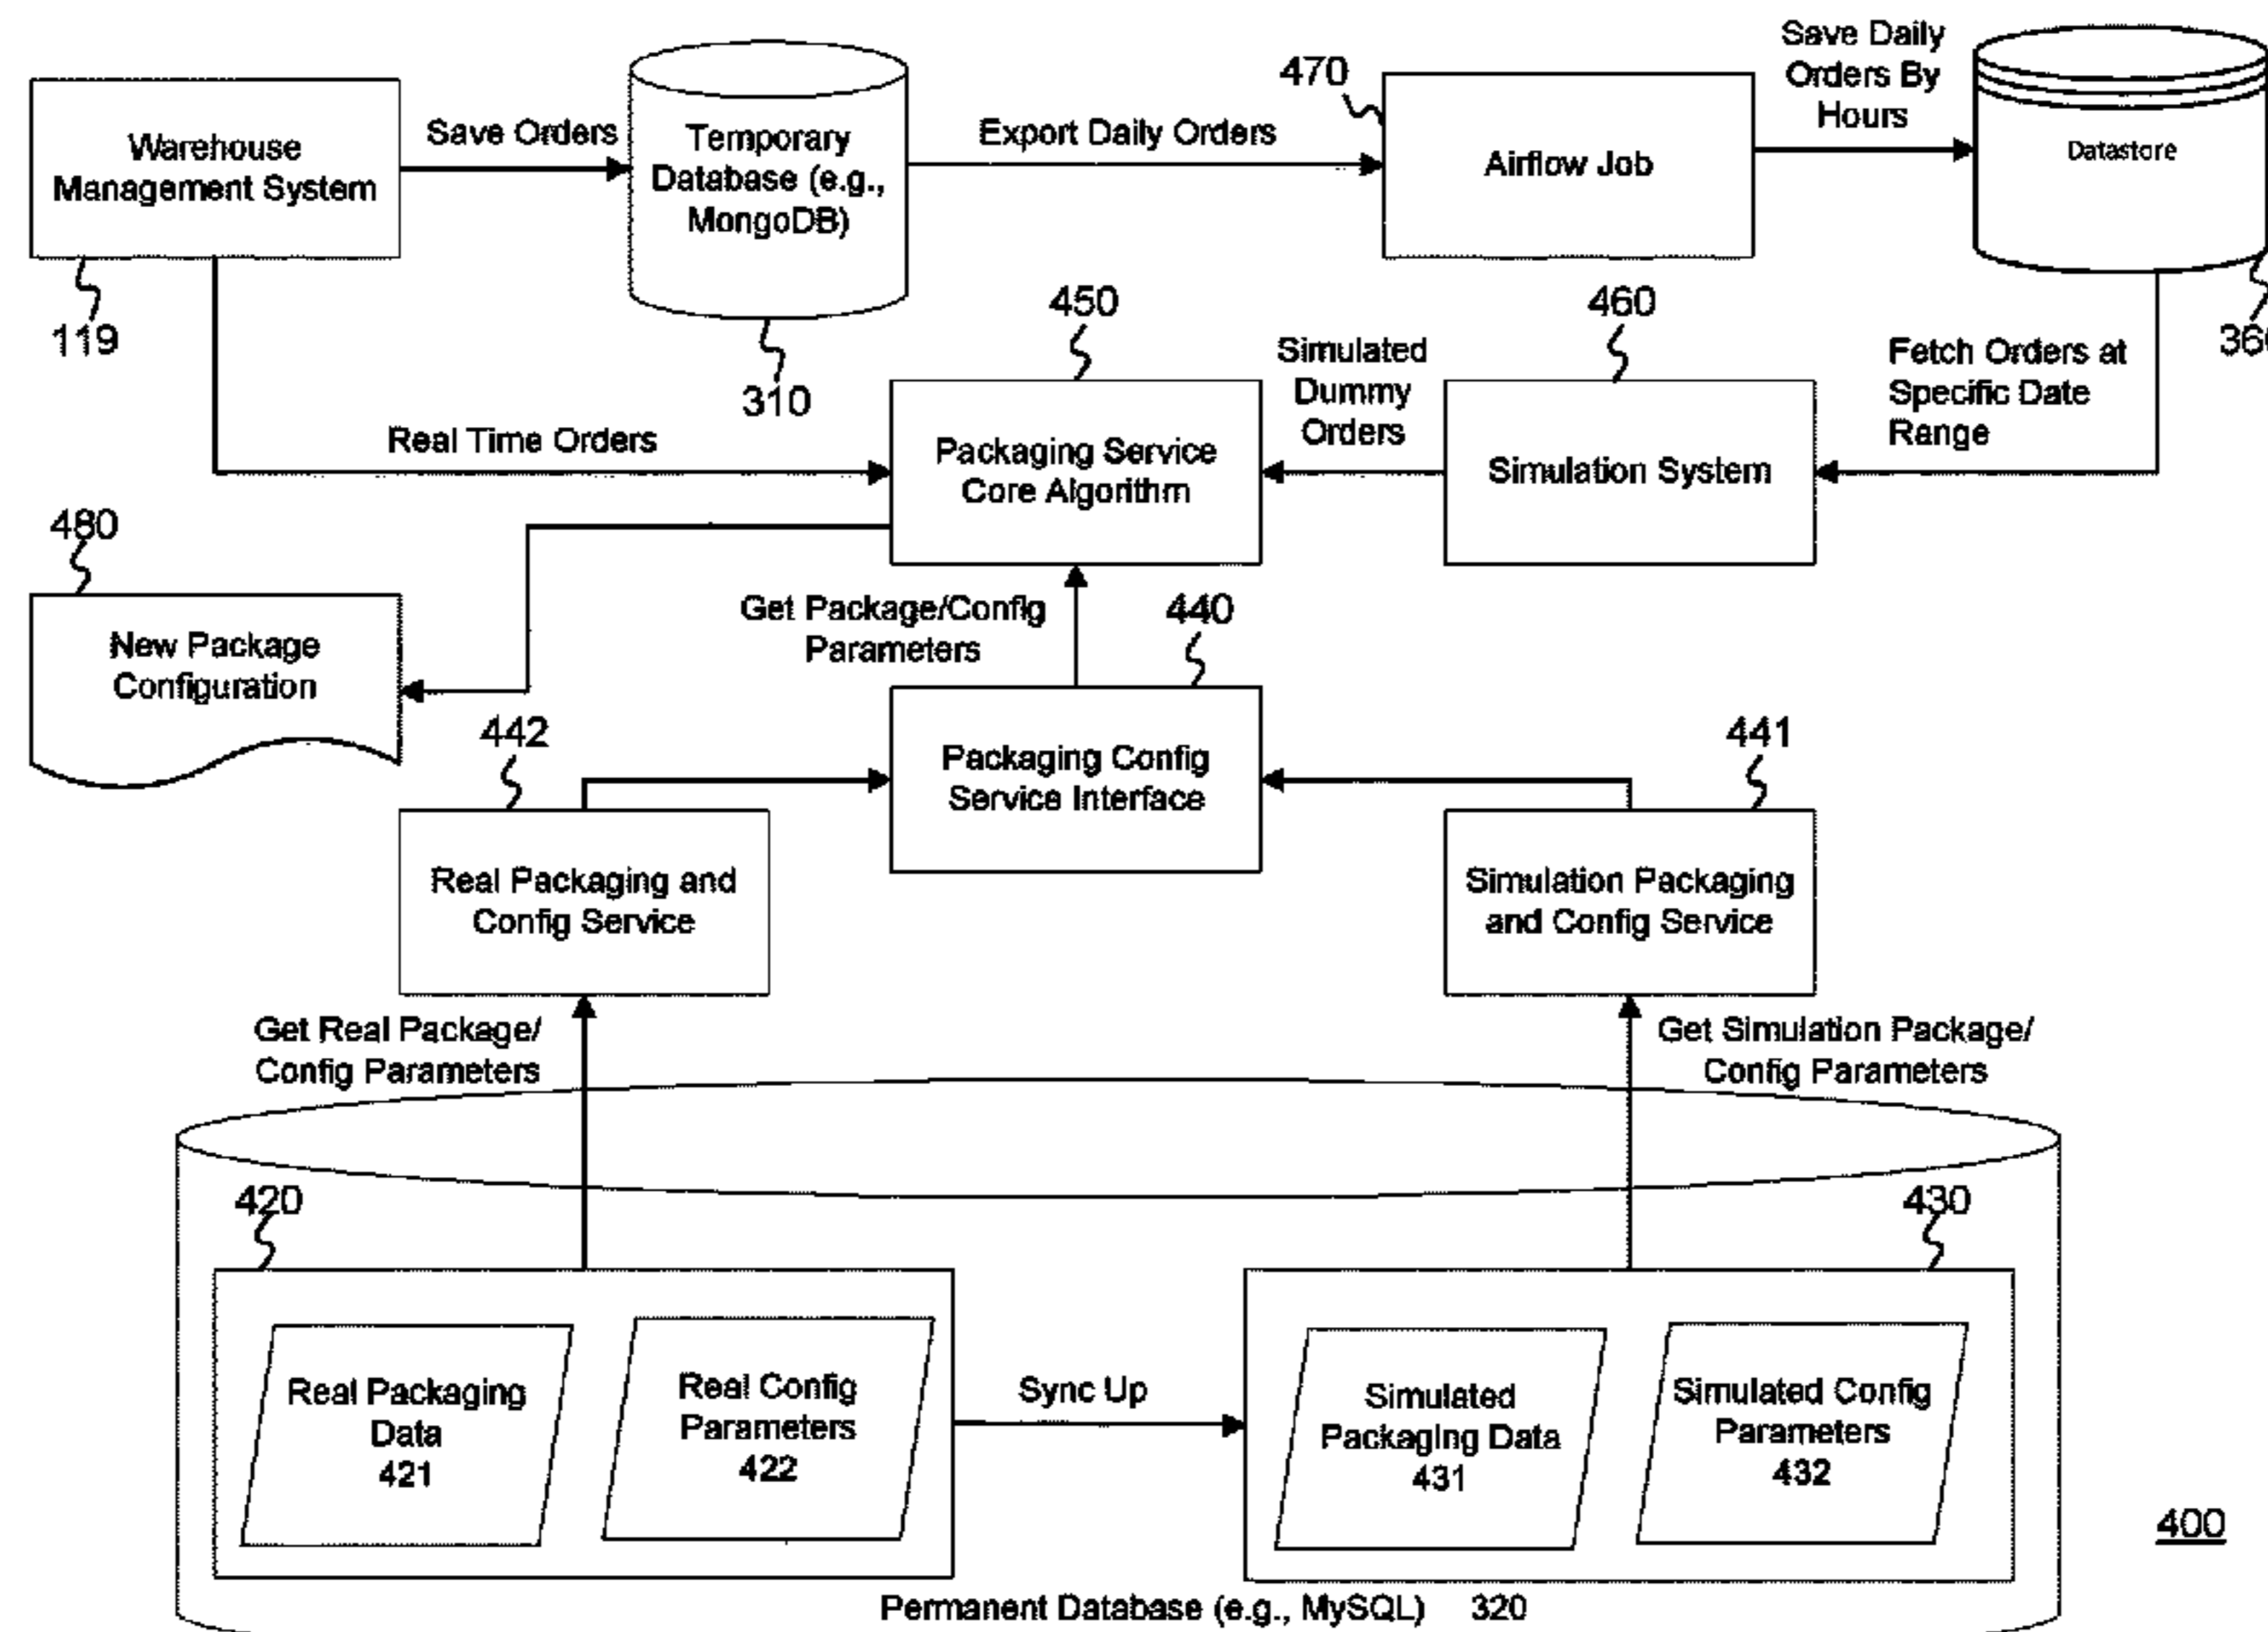 Save Daily
Orders By
Hours
470
Warehouse
Management System
Save Orders
Temporary
Database (e.g.,
MongoDB)
Export Daily Orders
Airflow Job
Datastore
119
310
450
460
Simulated
Dummy
Orders
Fetch Orders at
Specific Date
Range
Real Time Orders
Packaging Service
Core Algorithm
Simulation System
480
New Package
Configuration
Get Package/Config
Parameters
440
442
441
Packaging Config
Service Interface
Real Packaging and
Config Service
Simulation Packaging
and Config Service
Get Real Package/
Config Parameters
Get Simulation Package/
Config Parameters
420
430
Real Packaging
Data
421
Real Config
Parameters
422
Sync Up
Simulated
Packaging Data
431
Simulated Config
Parameters
432
400
Permanent Database (e.g., MySQL) 320